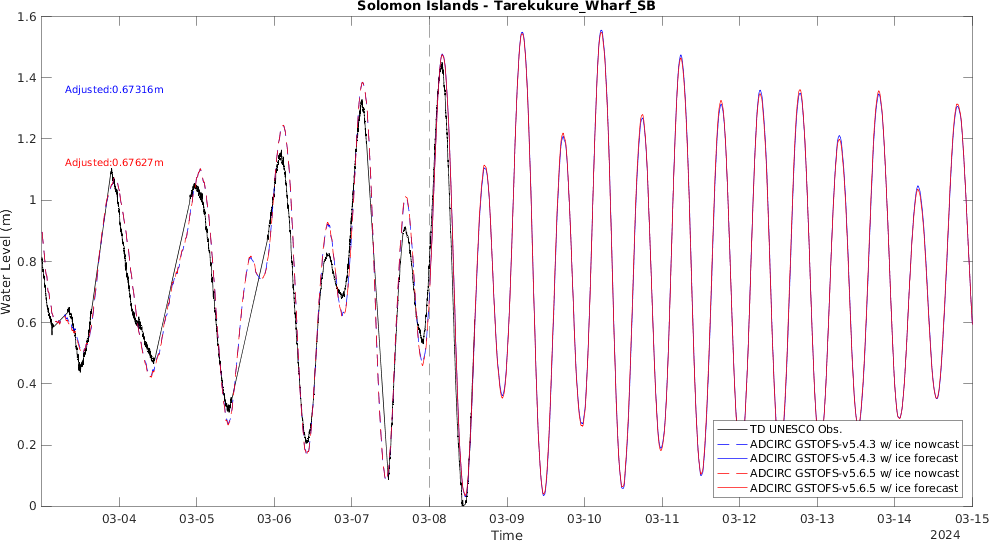 Solomon Islands - Tarekukure_Wharf_SB
1.6
1.4
1.2
1
0.8
0.6
0.4
0.2
0
Water Level (m)
Adjusted:0.67316m
Adjusted:0.67627m
TD UNESCO Obs.
ADCIRC GSTOFS-v5.4.3 w/ ice nowcast
ADCIRC GSTOFS-v5.4.3 w/ ice forecast
ADCIRC GSTOFS-v5.6.5 w/ ice nowcast
ADCIRC GSTOFS-v5.6.5 w/ ice forecast
03-04 03-05 03-06 03-07 03-08 03-09 03-10 03-11 03-12 03-13 03-14 03-15
Time
2024